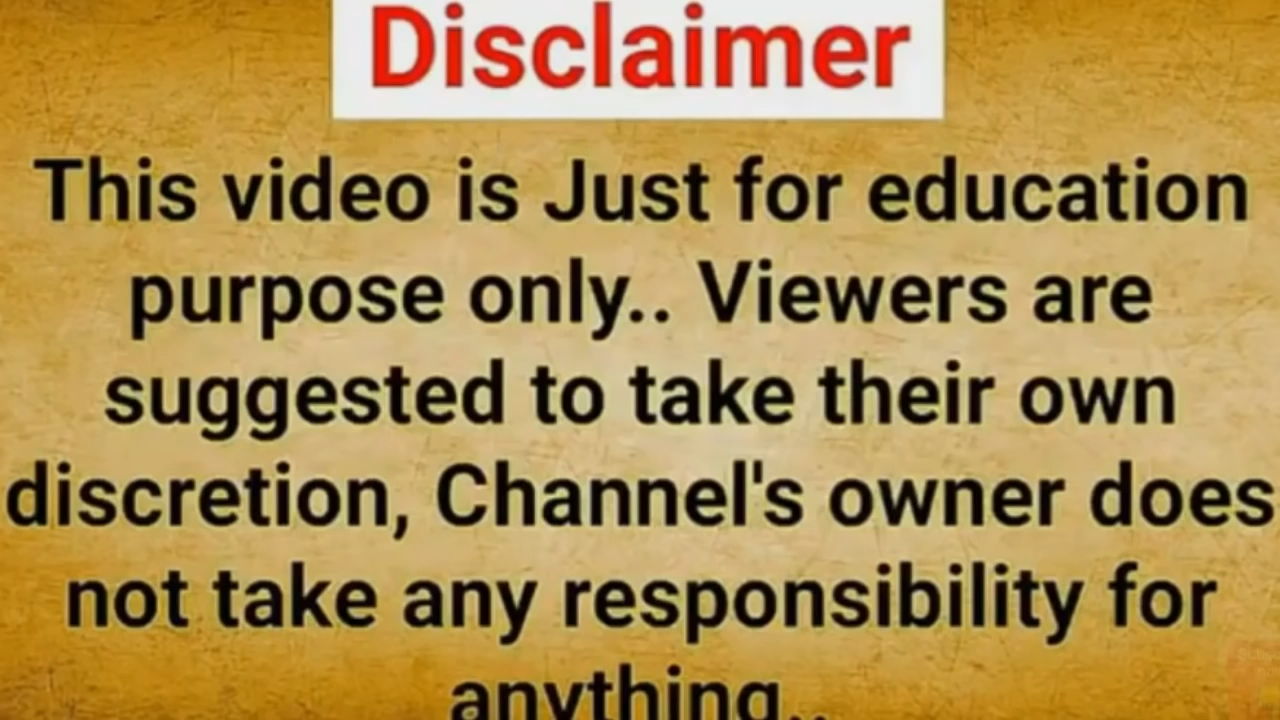 Disclaimer
This video is Just for education
purpose only.. Viewers are
suggested to take their own
discretion, Channel's owner does
not take any responsibility for
anything..